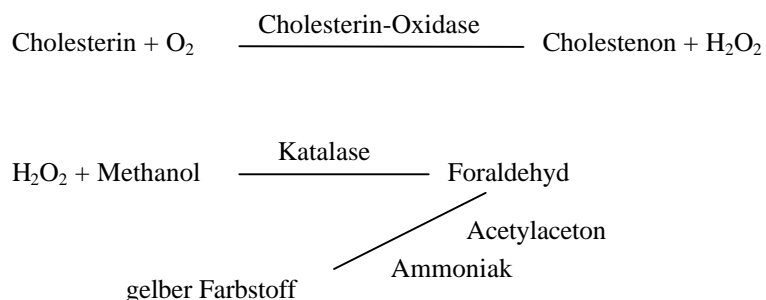 Cholesterin-Oxidase
Cholesterin + O₂ Cholestenon + H₂O₂
Katalase
H₂O₂ + Methanol Foraldehyd
Acetylaceton
Ammoniak
gelber Farbstoff